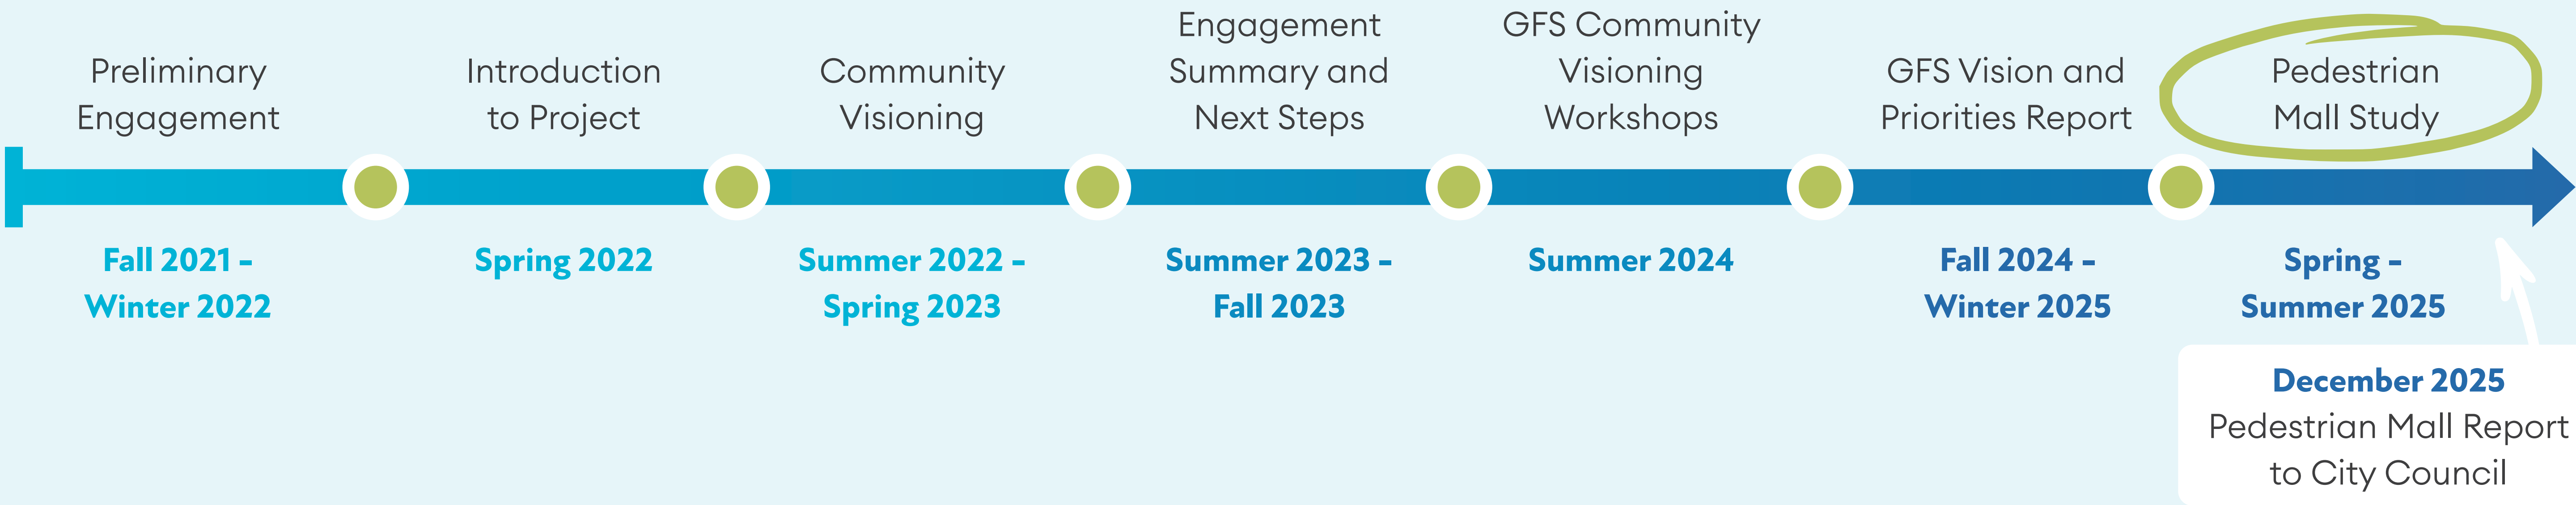 Preliminary
Engagement
Introduction
to Project
Community
Visioning
Engagement
Summary and
Next Steps
GFS Community
Visioning
Workshops
GFS Vision and
Priorities Report
Pedestrian
Mall Study
Fall 2021 –
Winter 2022
Spring 2022
Summer 2022 –
Spring 2023
Summer 2023 –
Fall 2023
Summer 2024
Fall 2024 –
Winter 2025
Spring –
Summer 2025
December 2025
Pedestrian Mall Report
to City Council